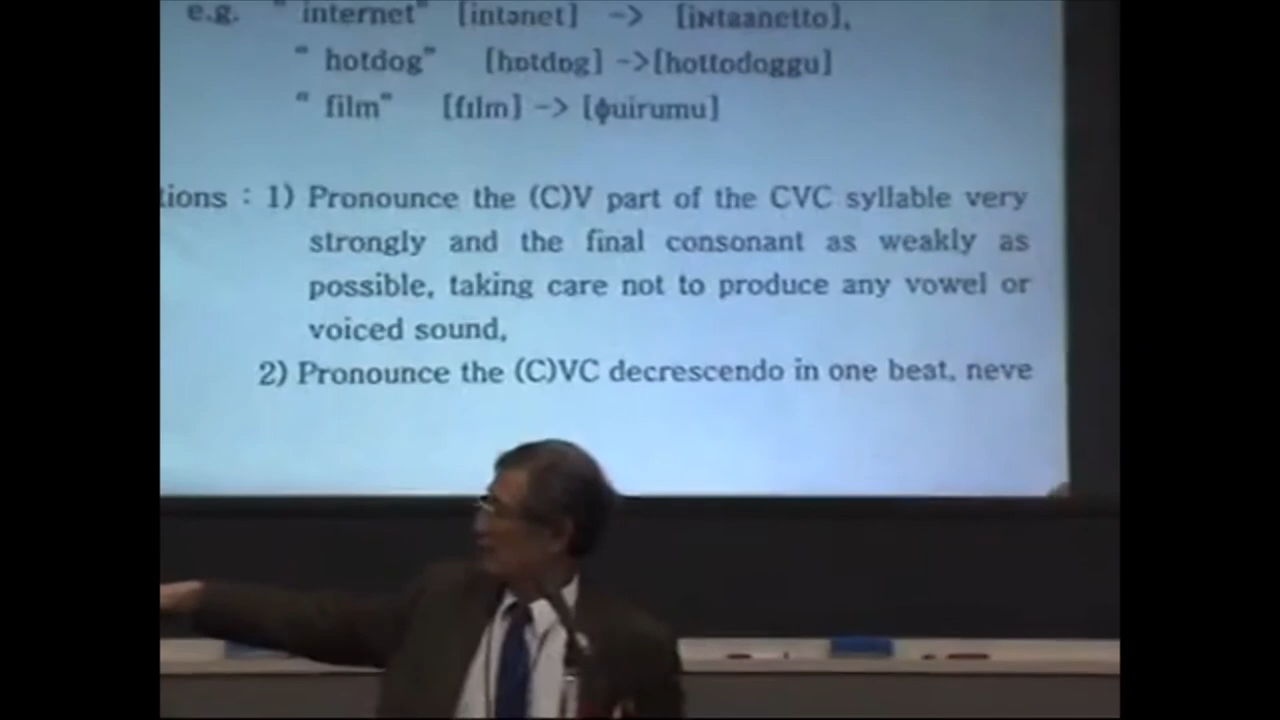 e.g. " internet" [intənet] -> [iɴtaanetto],
" hotdog" [hɒtdɒg] ->[hottodoggu]
" film" [fɪlm] -> [ɸuirumu]
tions : 1) Pronounce the (C)V part of the CVC syllable very
strongly and the final consonant as weakly as
possible, taking care not to produce any vowel or
voiced sound,
2) Pronounce the (C)VC decrescendo in one beat, neve